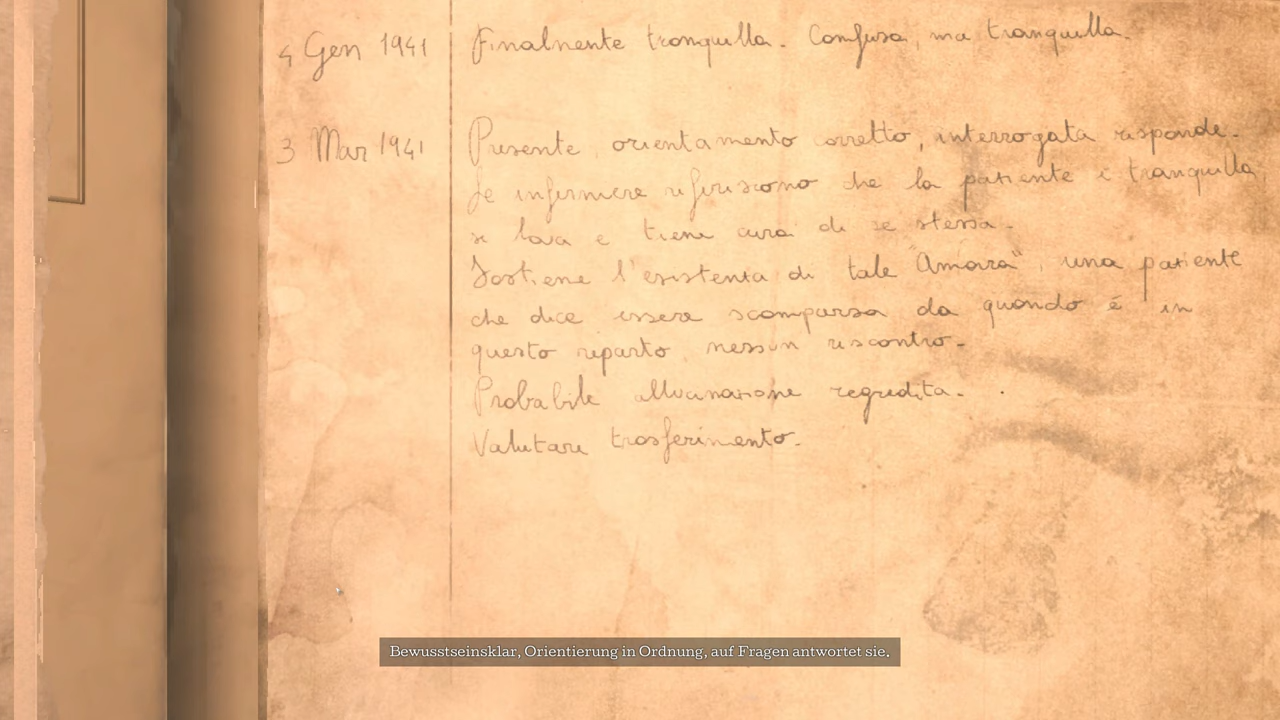 4 Gen 1941 Finalmente tranquilla. Confusa, ma tranquilla.
3 Mar 1941 Presente, orientamento corretto, interrogata risponde.
Le infermiere riferiscono che la paziente è tranquilla,
si lava e tiene cura di se stessa.
Sostiene l'esistenza di tale "Amara", una paziente
che dice essere scomparsa da quando é in
questo reparto, nessun riscontro.
Probabile allucinazione regredita.
Valutare trasferimento.
Bewusstseinsklar, Orientierung in Ordnung, auf Fragen antwortet sie.